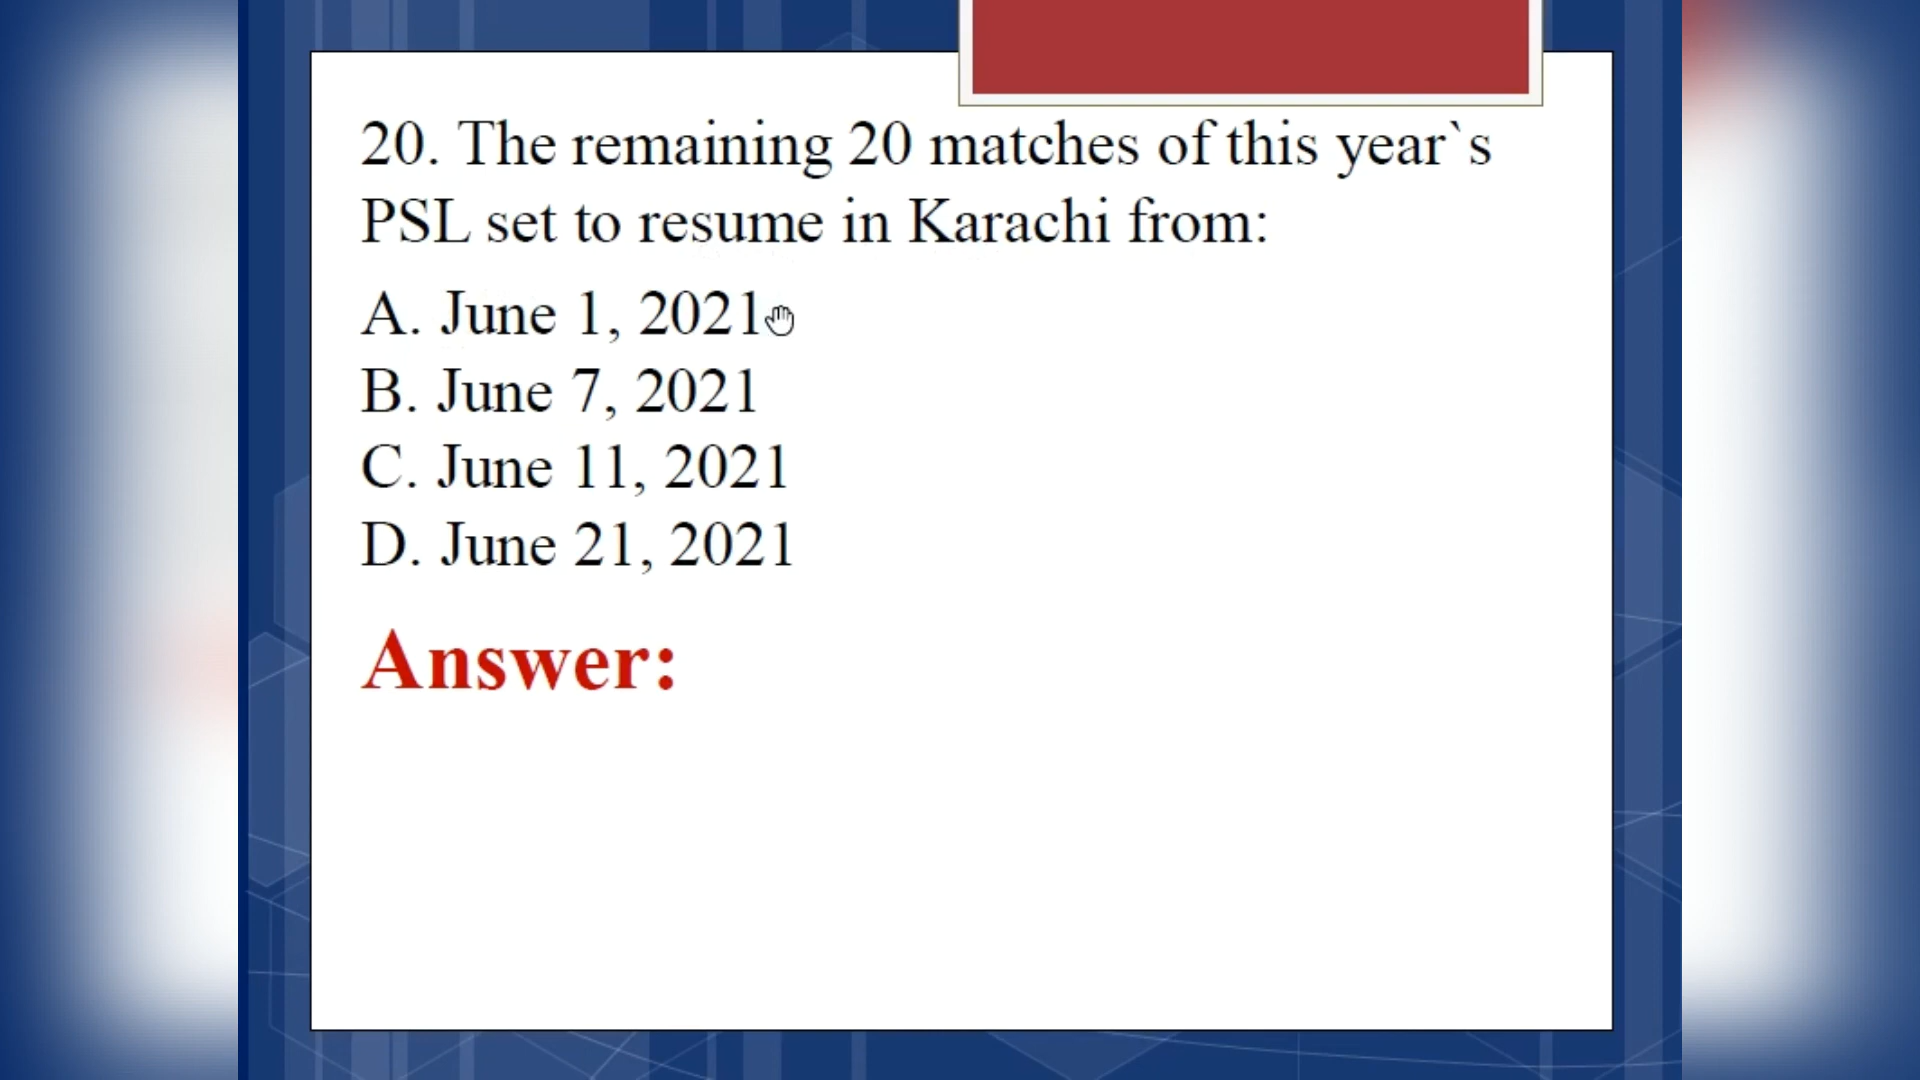 20. The remaining 20 matches of this year`s
PSL set to resume in Karachi from:
A. June 1, 2021
B. June 7, 2021
C. June 11, 2021
D. June 21, 2021
Answer: